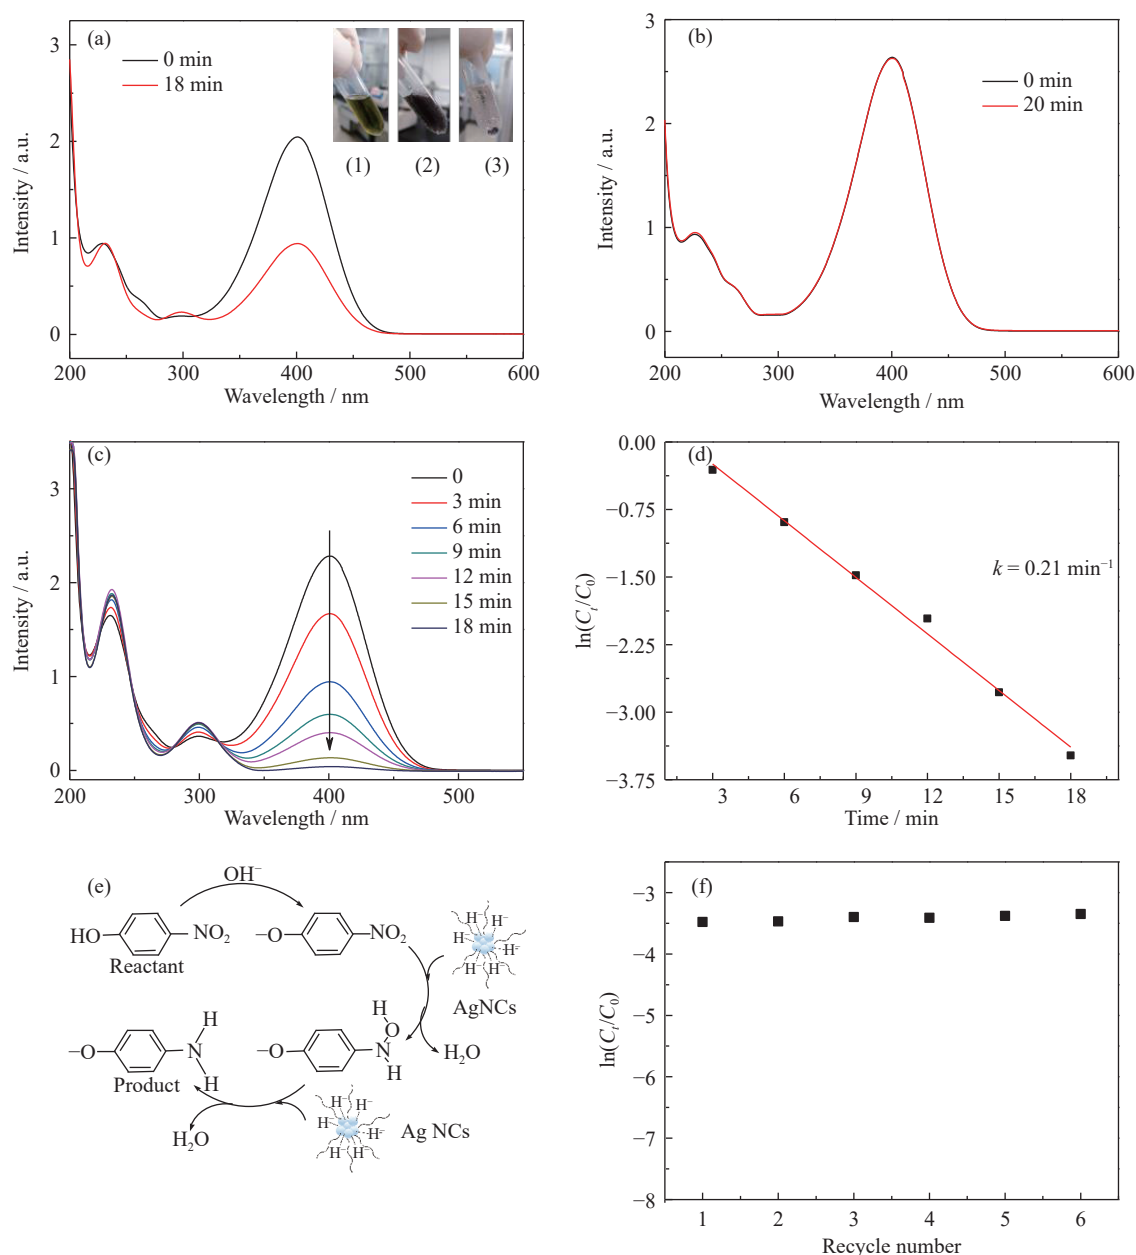 (a)
0 min
18 min
(1) (2) (3)
3
2
1
0
Intensity / a.u.
200 300 400 500 600
Wavelength / nm
(b)
0 min
20 min
3
2
1
0
Intensity / a.u.
200 300 400 500 600
Wavelength / nm
(c)
0
3 min
6 min
9 min
12 min
15 min
18 min
3
2
1
0
Intensity / a.u.
200 300 400 500
Wavelength / nm
(d)
0.00
−0.75
−1.50
−2.25
−3.00
−3.75
ln(Cₜ/C₀)
k = 0.21 min⁻¹
3 6 9 12 15 18
Time / min
(e)
OH⁻
HO NO₂
Reactant
−O NO₂
H⁻ H⁻ H⁻ H⁻ H⁻ H⁻
AgNCs
H
O
N
H
−O
H₂O
H
N
H
−O
Product
H₂O
H⁻ H⁻ H⁻ H⁻ H⁻ H⁻
Ag NCs
(f)
−3
−4
−5
−6
−7
−8
ln(Cₜ/C₀)
1 2 3 4 5 6
Recycle number